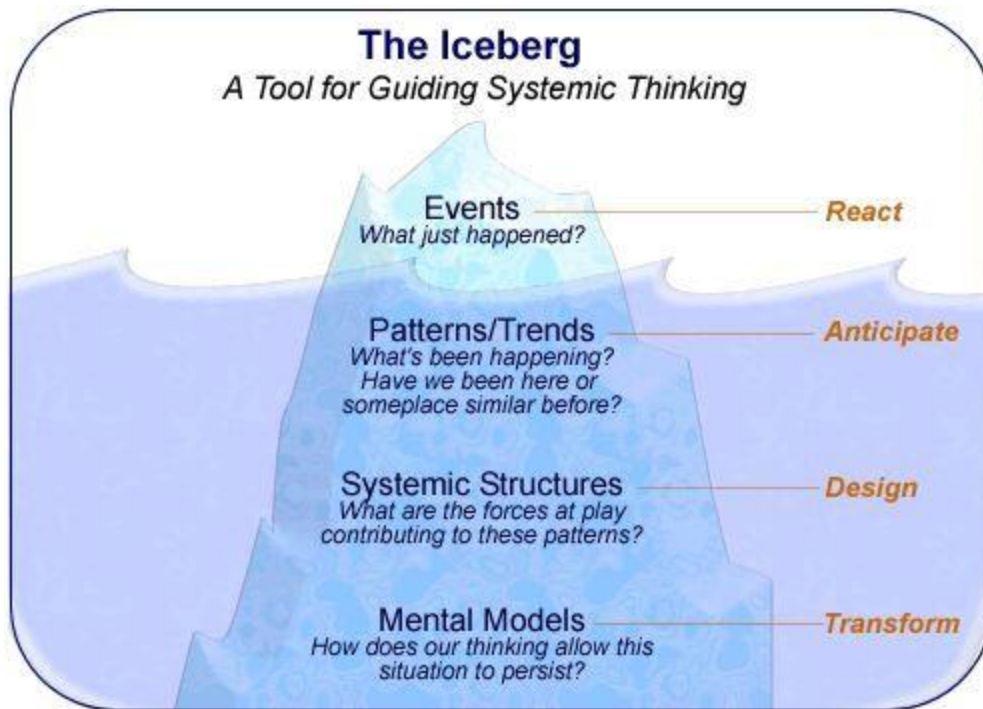 The Iceberg
A Tool for Guiding Systemic Thinking
Events
React
What just happened?
Patterns/Trends
Anticipate
What's been happening?
Have we been here or
someplace similar before?
Systemic Structures
Design
What are the forces at play
contributing to these patterns?
Mental Models
Transform
How does our thinking allow this
situation to persist?